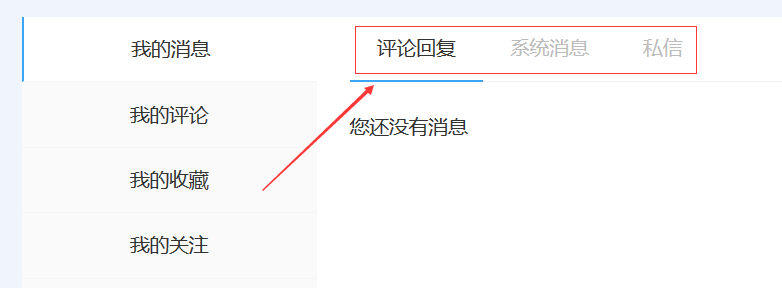 我的消息
评论回复 系统消息 私信
我的评论
您还没有消息
我的收藏
我的关注